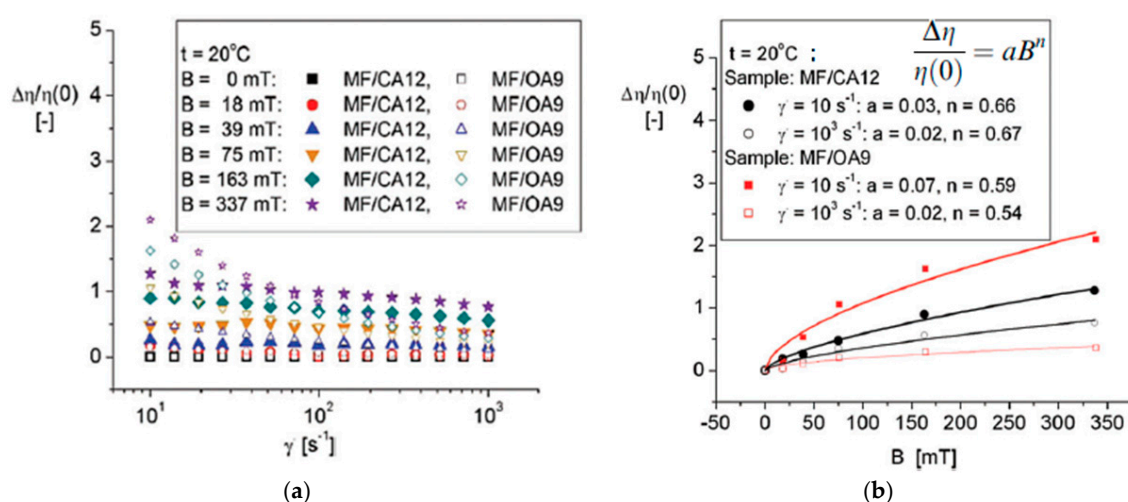 5
4
3
2
1
0
Δη/η(0)
[-]
t = 20°C
B = 0 mT: MF/CA12, MF/OA9
B = 18 mT: MF/CA12, MF/OA9
B = 39 mT: MF/CA12, MF/OA9
B = 75 mT: MF/CA12, MF/OA9
B = 163 mT: MF/CA12, MF/OA9
B = 337 mT: MF/CA12, MF/OA9
10¹ 10² 10³
γ̇ [s⁻¹]
(a)
5
4
3
2
1
0
Δη/η(0)
[-]
t = 20°C :
Δη/η(0) = aBⁿ
Sample: MF/CA12
γ̇ = 10 s⁻¹: a = 0.03, n = 0.66
γ̇ = 10³ s⁻¹: a = 0.02, n = 0.67
Sample: MF/OA9
γ̇ = 10 s⁻¹: a = 0.07, n = 0.59
γ̇ = 10³ s⁻¹: a = 0.02, n = 0.54
-50 0 50 100 150 200 250 300 350
B [mT]
(b)